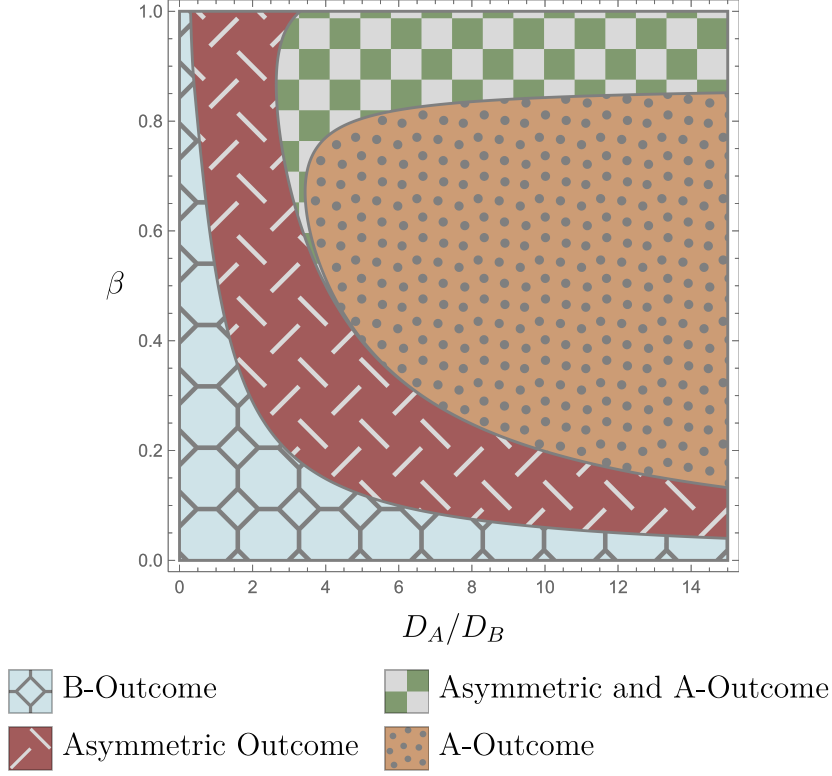 1.0
0.8
0.6
β
0.4
0.2
0.0
0 2 4 6 8 10 12 14
D_A/D_B
B-Outcome Asymmetric and A-Outcome
Asymmetric Outcome A-Outcome